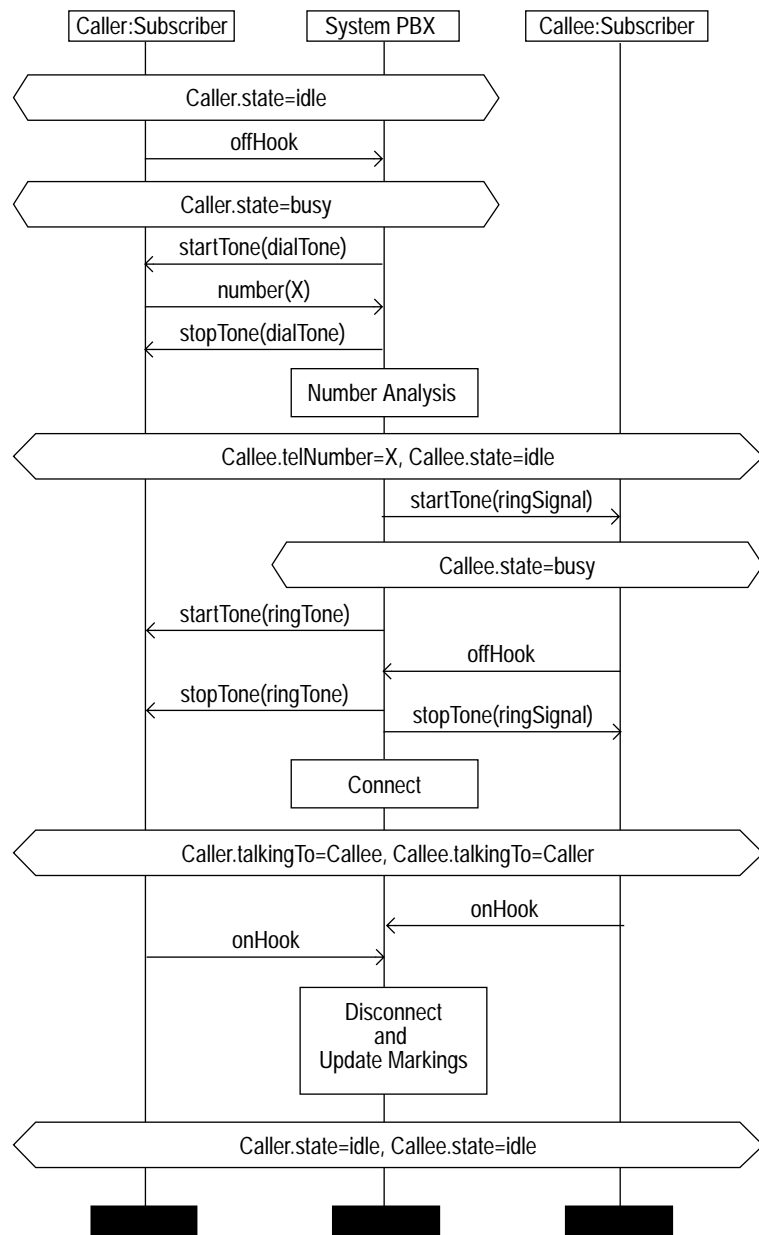 Caller:Subscriber
System PBX
Callee:Subscriber
Caller.state=idle
offHook
Caller.state=busy
startTone(dialTone)
number(X)
stopTone(dialTone)
Number Analysis
Callee.telNumber=X, Callee.state=idle
startTone(ringSignal)
Callee.state=busy
startTone(ringTone)
offHook
stopTone(ringTone)
stopTone(ringSignal)
Connect
Caller.talkingTo=Callee, Callee.talkingTo=Caller
onHook
onHook
Disconnect
and
Update Markings
Caller.state=idle, Callee.state=idle